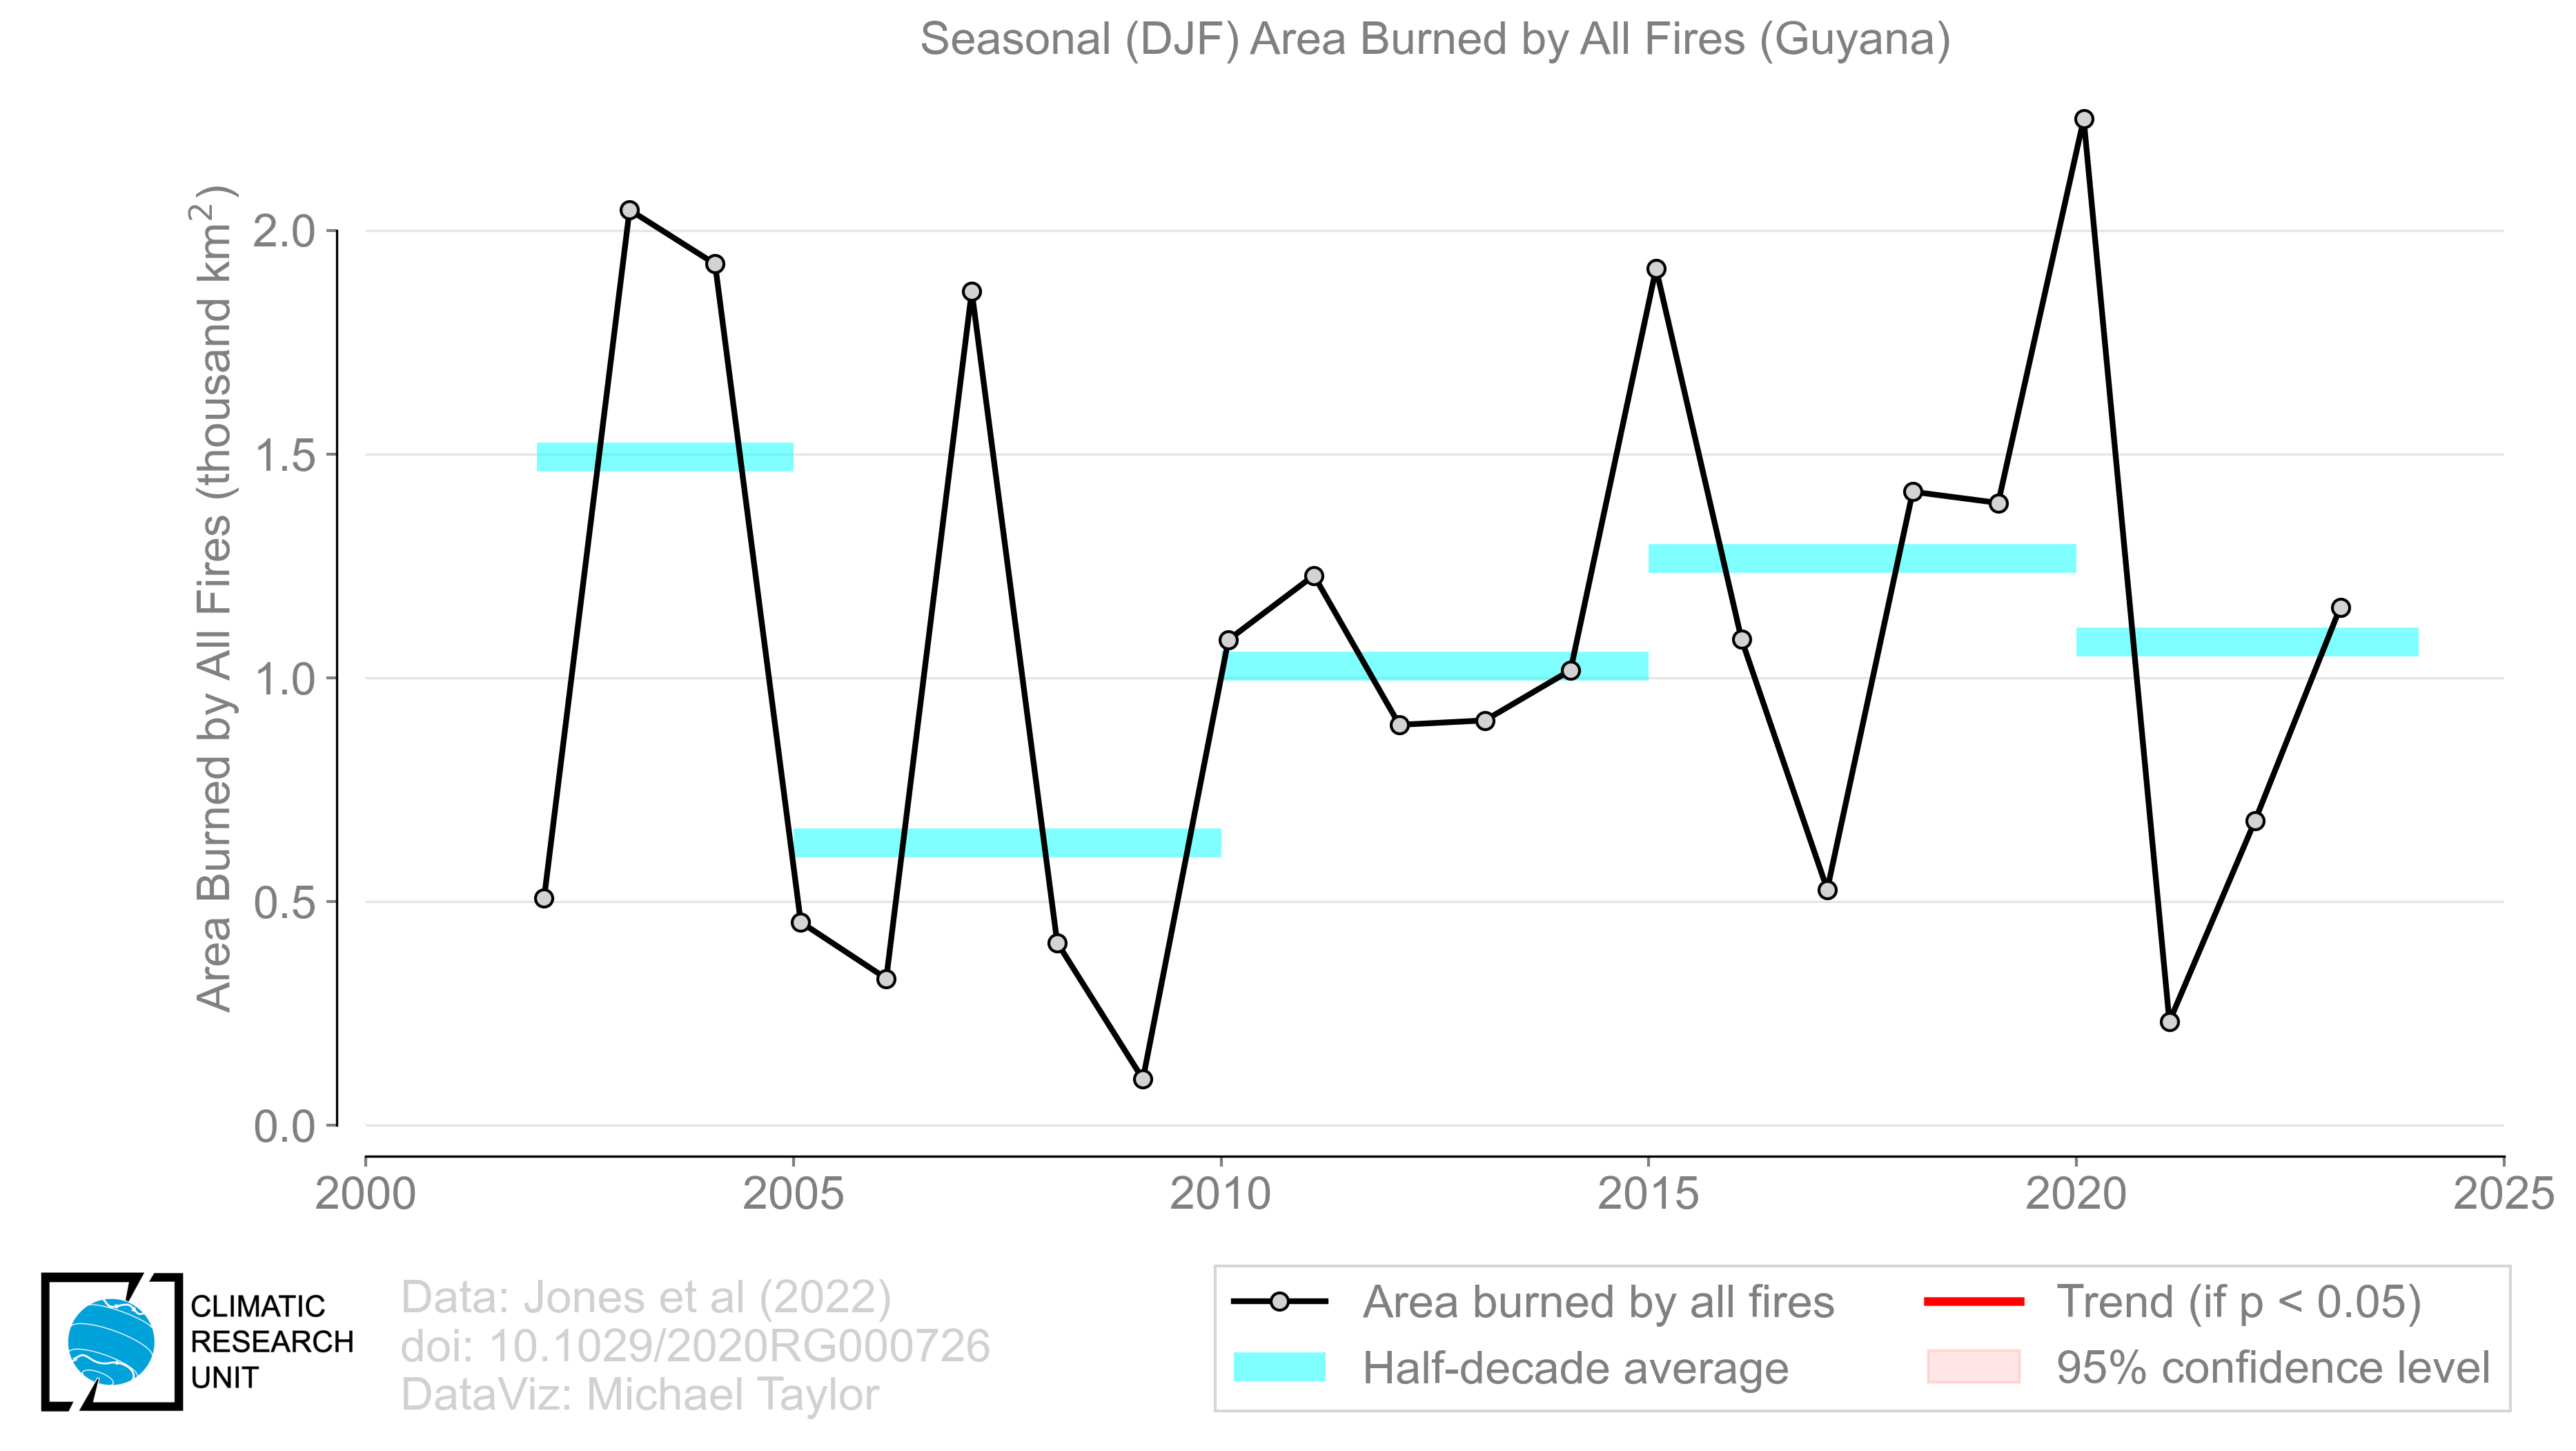 Seasonal (DJF) Area Burned by All Fires (Guyana)
Area Burned by All Fires (thousand km²)
2.0
1.5
1.0
0.5
0.0
2000 2005 2010 2015 2020 2025
CLIMATIC
RESEARCH
UNIT
Data: Jones et al (2022)
doi: 10.1029/2020RG000726
DataViz: Michael Taylor
Area burned by all fires
Half-decade average
Trend (if p < 0.05)
95% confidence level